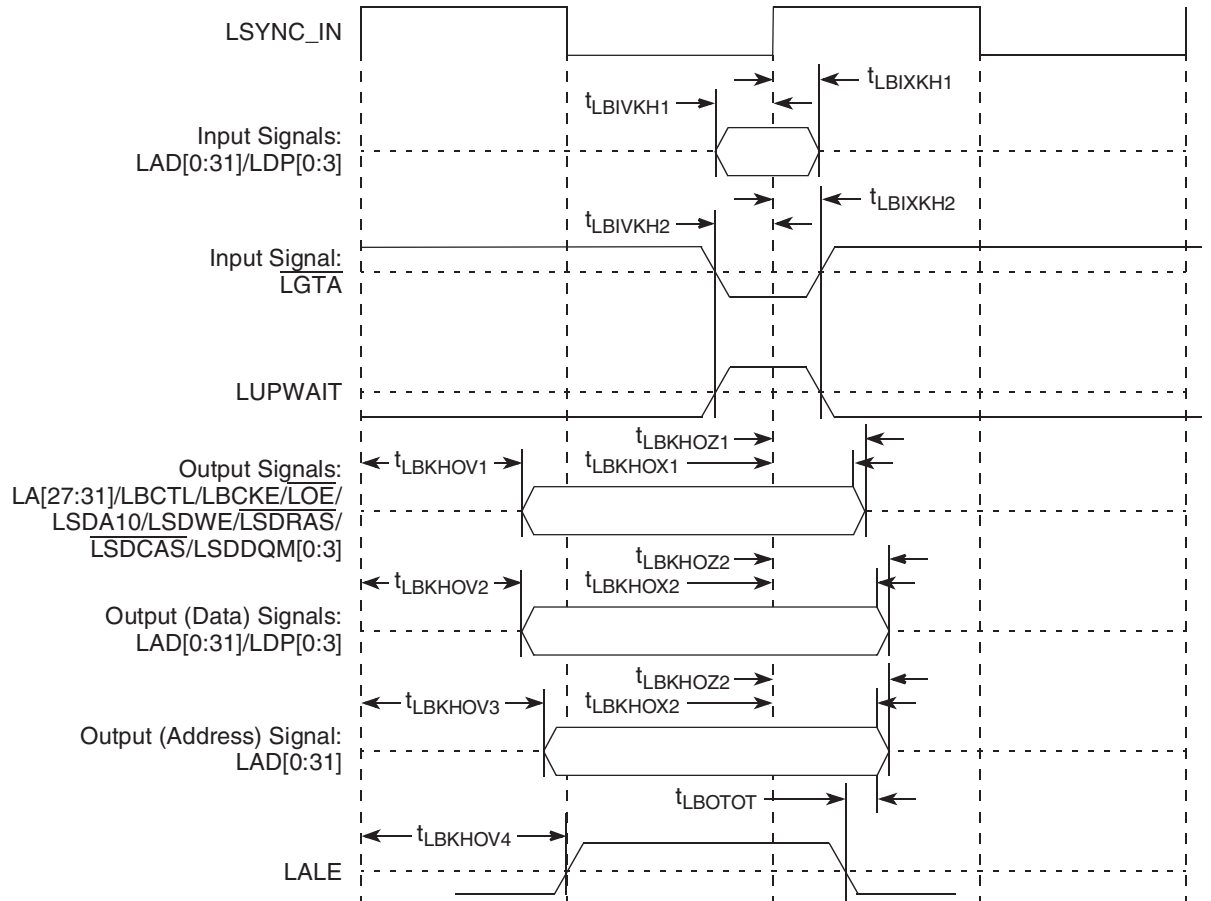 LSYNC_IN
tLBIXKH1
tLBIVKH1
Input Signals:
LAD[0:31]/LDP[0:3]
tLBIXKH2
tLBIVKH2
Input Signal:
LGTA
LUPWAIT
tLBKHOZ1
tLBKHOV1
tLBKHOX1
Output Signals:
LA[27:31]/LBCTL/LBCKE/LOE/
LSDA10/LSDWE/LSDRAS/
LSDCAS/LSDDQM[0:3]
tLBKHOZ2
tLBKHOV2
tLBKHOX2
Output (Data) Signals:
LAD[0:31]/LDP[0:3]
tLBKHOZ2
tLBKHOV3
tLBKHOX2
Output (Address) Signal:
LAD[0:31]
tLBOTOT
tLBKHOV4
LALE